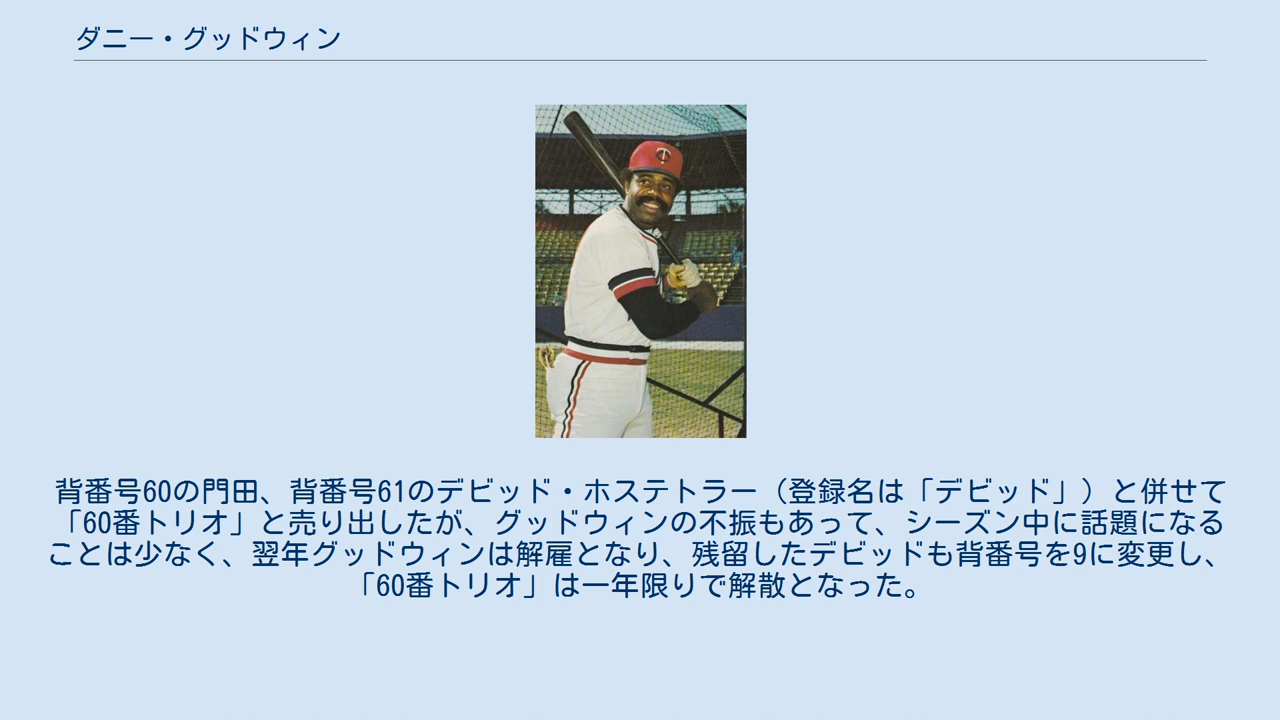 ダニー・グッドウィン
背番号60の門田、背番号61のデビッド・ホステトラー（登録名は「デビッド」）と併せて
「60番トリオ」と売り出したが、グッドウィンの不振もあって、シーズン中に話題になる
ことは少なく、翌年グッドウィンは解雇となり、残留したデビッドも背番号を9に変更し、
「60番トリオ」は一年限りで解散となった。